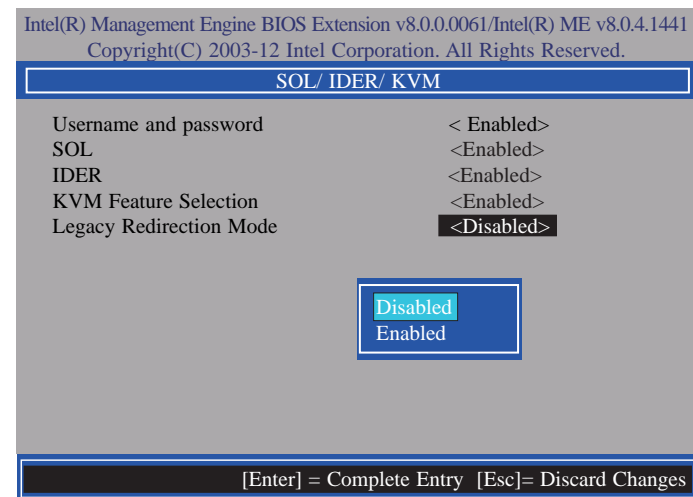 Intel(R) Management Engine BIOS Extension v8.0.0.0061/Intel(R) ME v8.0.4.1441
Copyright(C) 2003-12 Intel Corporation. All Rights Reserved.
SOL/ IDER/ KVM
Username and password < Enabled>
SOL <Enabled>
IDER <Enabled>
KVM Feature Selection <Enabled>
Legacy Redirection Mode <Disabled>
Disabled
Enabled
[Enter] = Complete Entry [Esc]= Discard Changes